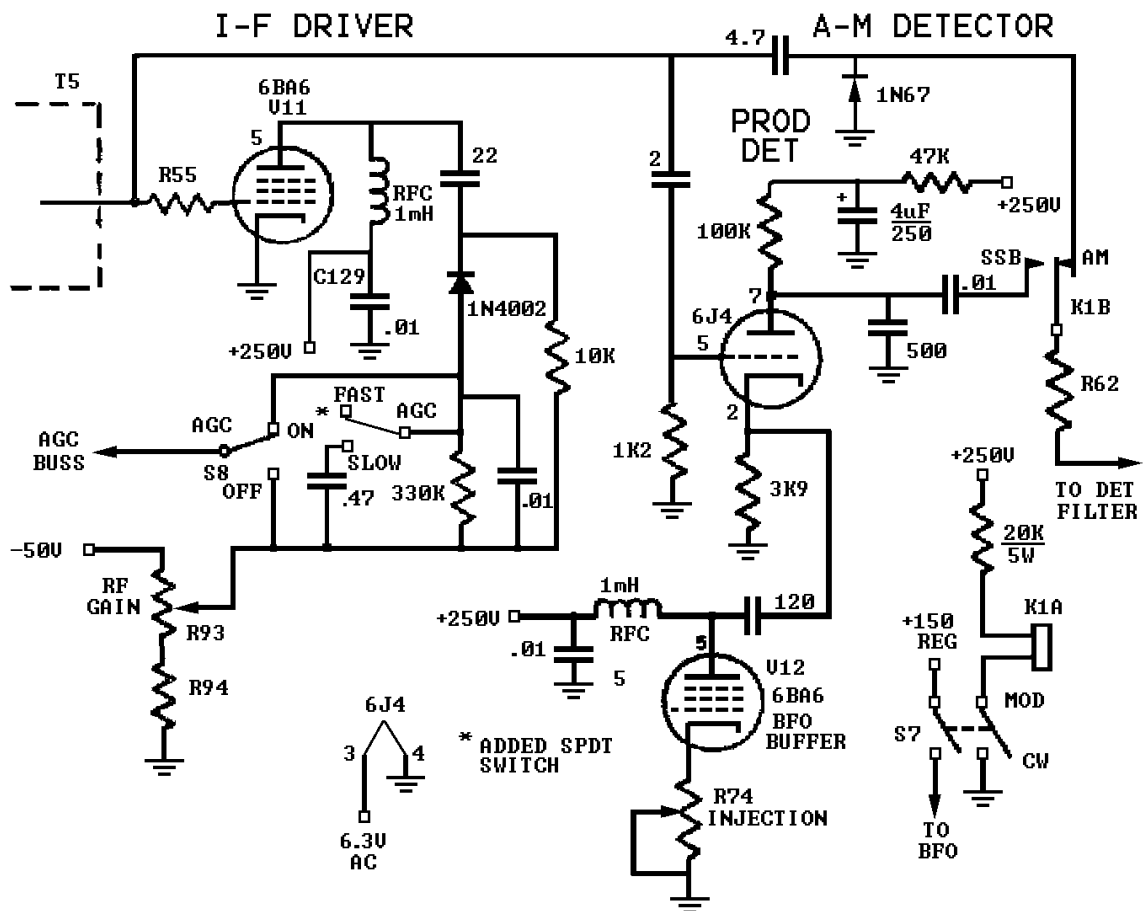 I-F DRIVER
A-M DETECTOR
4.7
T5
6BA6
V11
5
R55
RFC
1mH
22
C129
.01
+250V
1N4002
10K
1N67
PROD
DET
2
47K
+250V
+
4uF
250
100K
SSB
AM
.01
K1B
7
6J4
5
500
2
R62
1K2
3K9
TO DET
FILTER
AGC
BUSS
AGC
ON
S8
OFF
* FAST
AGC
SLOW
.47
330K
.01
-50V
RF
GAIN
R93
R94
+250V
1mH
RFC
120
.01
5
5
V12
6BA6
BFO
BUFFER
+250V
20K
5W
K1A
+150
REG
MOD
S7
CW
TO
BFO
6J4
3
4
6.3V
AC
* ADDED SPDT
SWITCH
R74
INJECTION